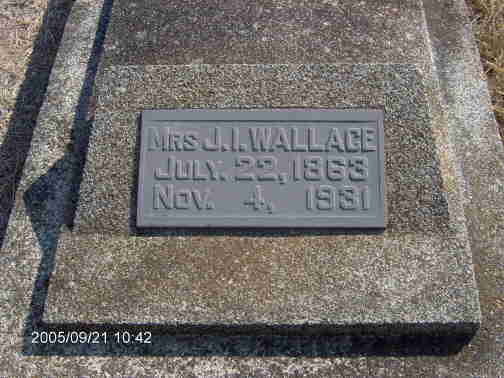 MRS J. I. WALLACE
JULY. 22, 1863
NOV. 4, 1931
2005/09/21 10:42